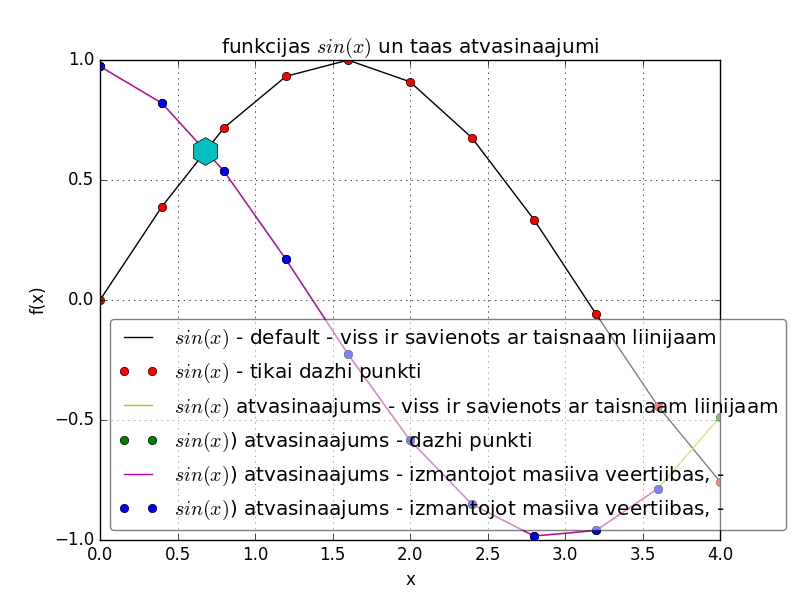 funkcijas sin(x) un taas atvasinaajumi
1.0
0.5
0.0
−0.5
−1.0
f(x)
sin(x) - default - viss ir savienots ar taisnaam liinijaam
sin(x) - tikai dazhi punkti
sin(x) atvasinaajums - viss ir savienots ar taisnaam liinijaam
sin(x)) atvasinaajums - dazhi punkti
sin(x)) atvasinaajums - izmantojot masiiva veertiibas, -
sin(x)) atvasinaajums - izmantojot masiiva veertiibas, -
0.0 0.5 1.0 1.5 2.0 2.5 3.0 3.5 4.0
x